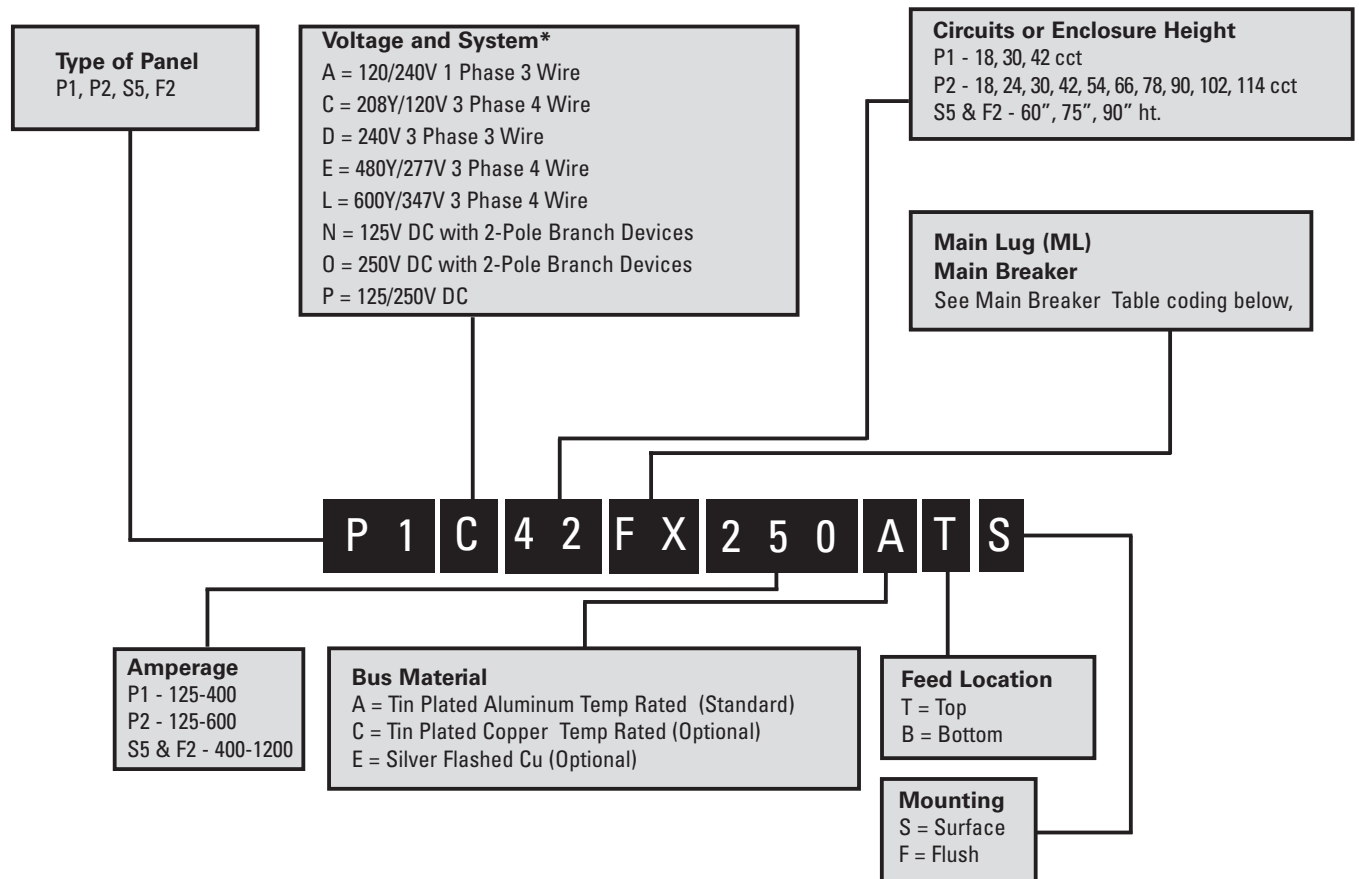 Type of Panel
P1, P2, S5, F2
Voltage and System*
A = 120/240V 1 Phase 3 Wire
C = 208Y/120V 3 Phase 4 Wire
D = 240V 3 Phase 3 Wire
E = 480Y/277V 3 Phase 4 Wire
L = 600Y/347V 3 Phase 4 Wire
N = 125V DC with 2-Pole Branch Devices
O = 250V DC with 2-Pole Branch Devices
P = 125/250V DC
Circuits or Enclosure Height
P1 - 18, 30, 42 cct
P2 - 18, 24, 30, 42, 54, 66, 78, 90, 102, 114 cct
S5 & F2 - 60”, 75”, 90” ht.
Main Lug (ML)
Main Breaker
See Main Breaker Table coding below,
P 1 C 4 2 F X 2 5 0 A T S
Amperage
P1 - 125-400
P2 - 125-600
S5 & F2 - 400-1200
Bus Material
A = Tin Plated Aluminum Temp Rated (Standard)
C = Tin Plated Copper Temp Rated (Optional)
E = Silver Flashed Cu (Optional)
Feed Location
T = Top
B = Bottom
Mounting
S = Surface
F = Flush